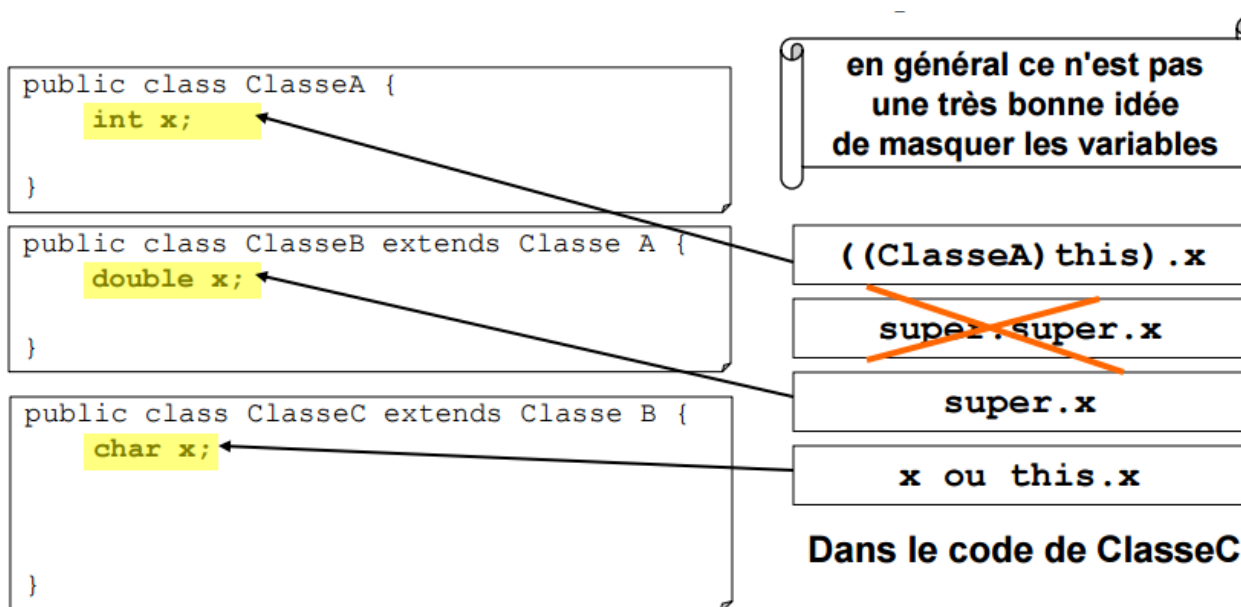 public class ClasseA {
int x;
}
public class ClasseB extends Classe A {
double x;
}
public class ClasseC extends Classe B {
char x;
}
en général ce n'est pas
une très bonne idée
de masquer les variables
((ClasseA)this).x
super.super.x
super.x
x ou this.x
Dans le code de ClasseC